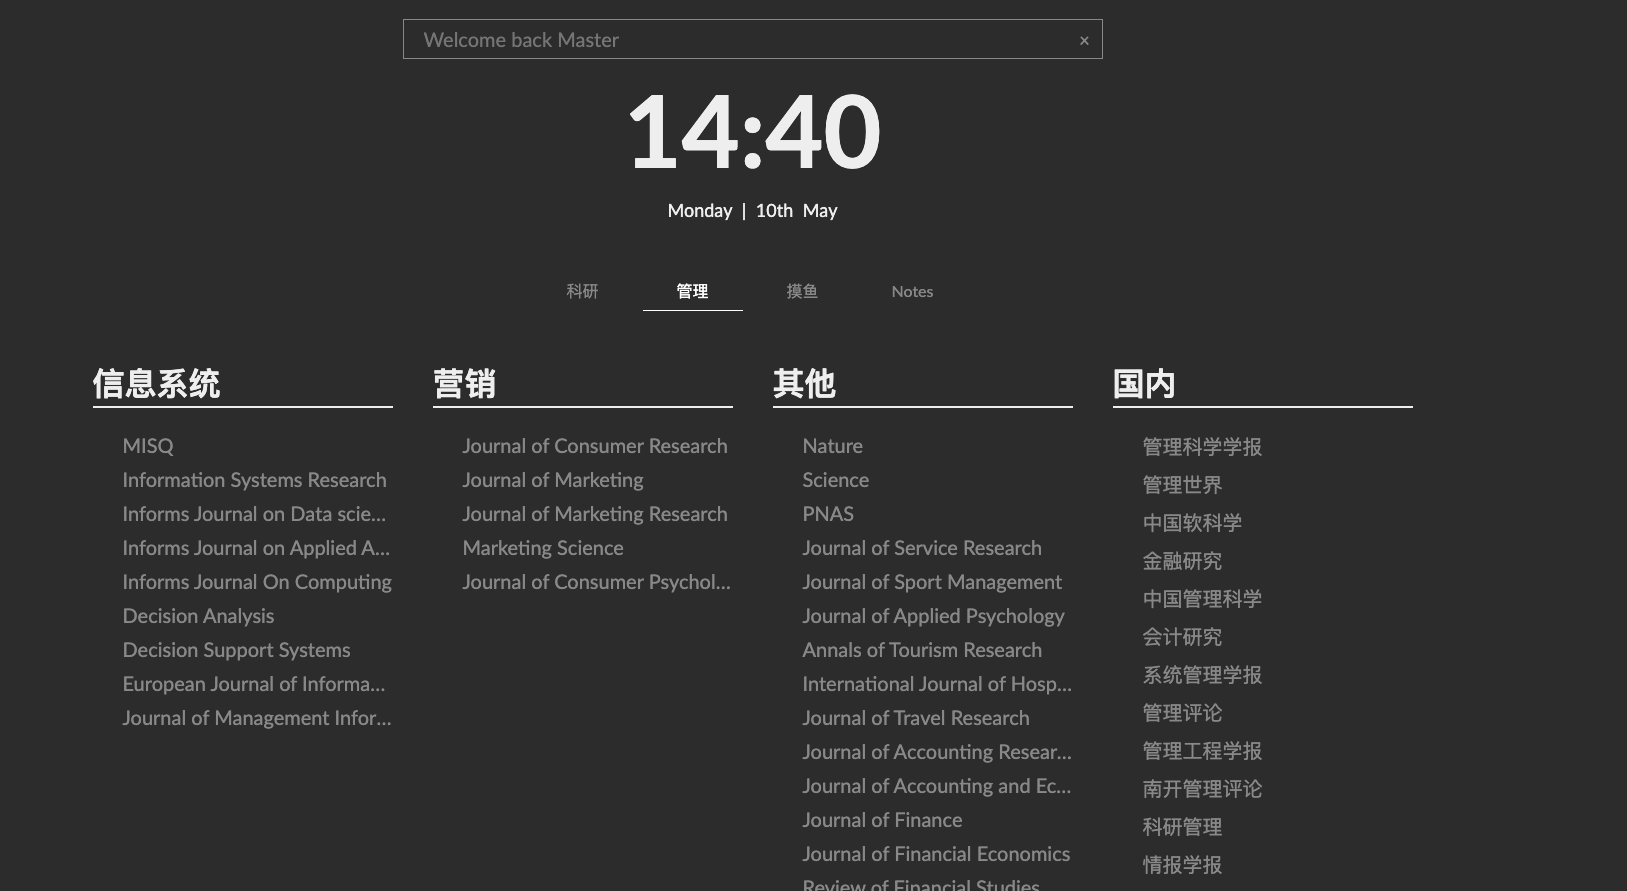 Welcome back Master
×
14:40
Monday | 10th May
科研
管理
摸鱼
Notes
信息系统
MISQ
Information Systems Research
Informs Journal on Data scie...
Informs Journal on Applied A...
Informs Journal On Computing
Decision Analysis
Decision Support Systems
European Journal of Informa...
Journal of Management Infor...
营销
Journal of Consumer Research
Journal of Marketing
Journal of Marketing Research
Marketing Science
Journal of Consumer Psychol...
其他
Nature
Science
PNAS
Journal of Service Research
Journal of Sport Management
Journal of Applied Psychology
Annals of Tourism Research
International Journal of Hosp...
Journal of Travel Research
Journal of Accounting Resear...
Journal of Accounting and Ec...
Journal of Finance
Journal of Financial Economics
Review of Financial Studies
国内
管理科学学报
管理世界
中国软科学
金融研究
中国管理科学
会计研究
系统管理学报
管理评论
管理工程学报
南开管理评论
科研管理
情报学报